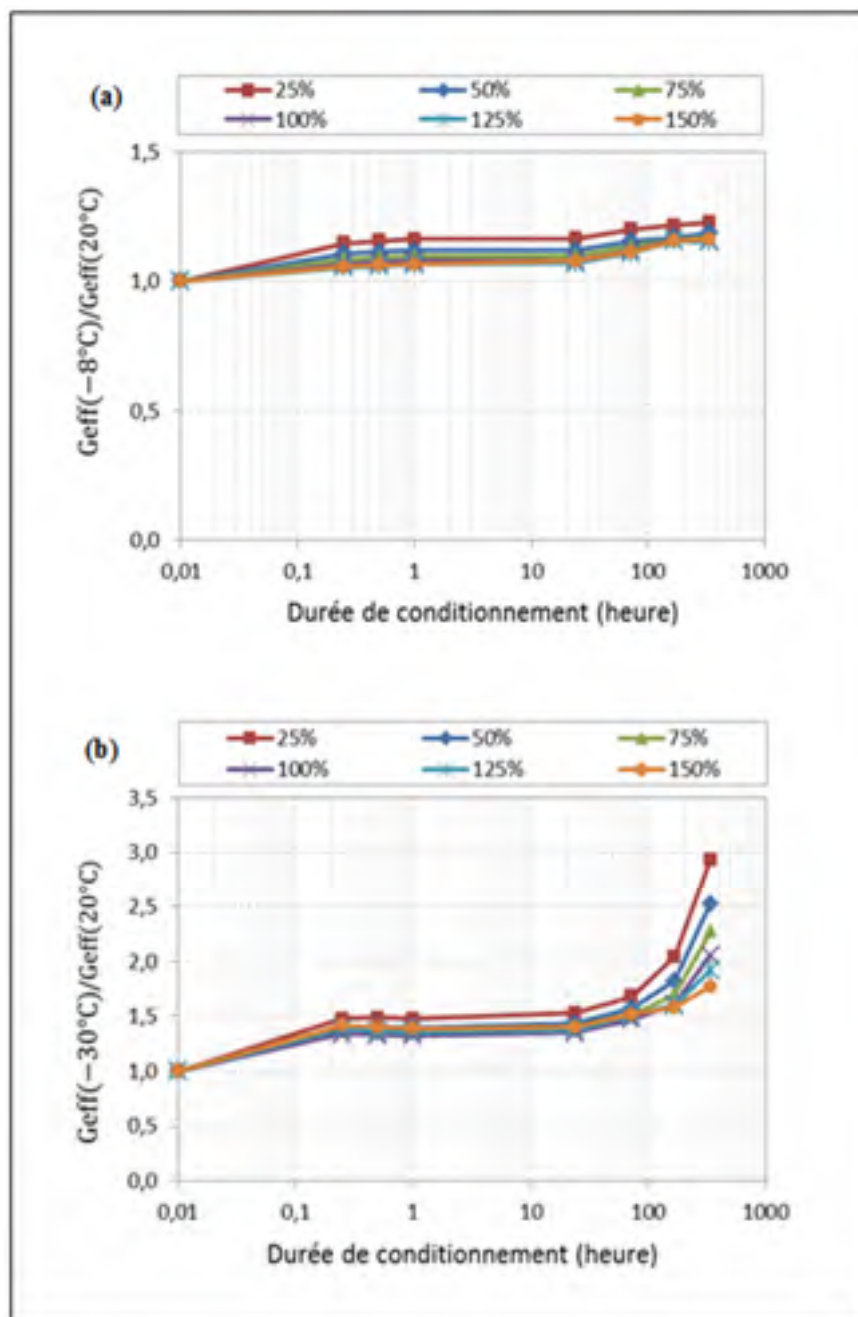 (a)
25% 50% 75%
100% 125% 150%
1,5
1,0
0,5
0,0
Geff(−8°C)/Geff(20°C)
0,01 0,1 1 10 100 1000
Durée de conditionnement (heure)
(b)
25% 50% 75%
100% 125% 150%
3,5
3,0
2,5
2,0
1,5
1,0
0,5
0,0
Geff(−30°C)/Geff(20°C)
0,01 0,1 1 10 100 1000
Durée de conditionnement (heure)